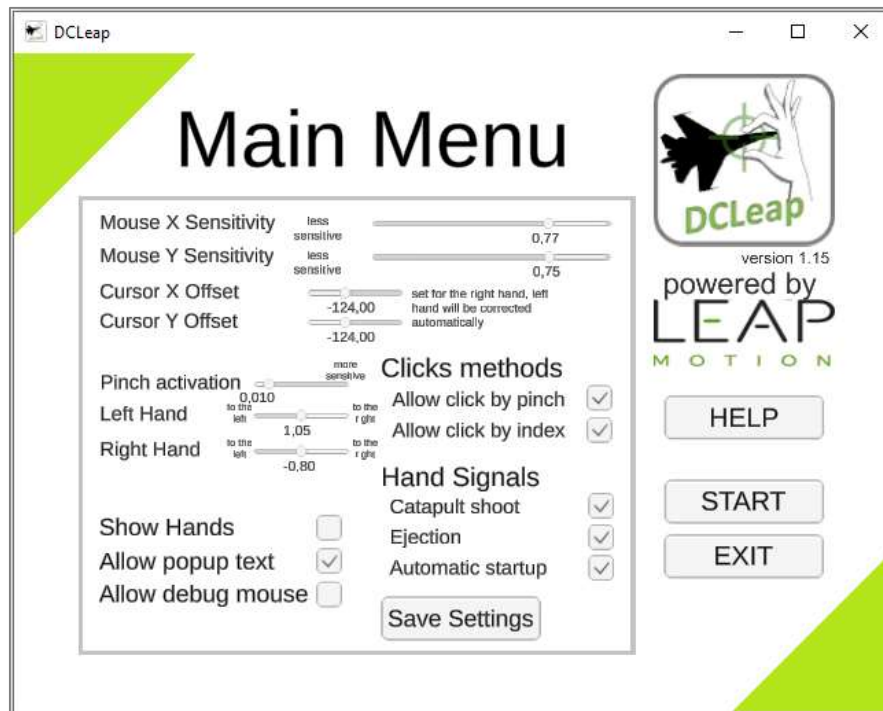 DCLeap
Main Menu
DCLeap
version 1.15
powered by
LEAP
MOTION
Mouse X Sensitivity
less
sensitive
0,77
Mouse Y Sensitivity
less
sensitive
0,75
Cursor X Offset
-124,00
Cursor Y Offset
-124,00
set for the right hand, left
hand will be corrected
automatically
Pinch activation
more
sensitive
0,010
Left Hand
to the
left
to the
right
1,05
Right Hand
to the
left
to the
right
-0,80
Show Hands
Allow popup text
Allow debug mouse
Clicks methods
Allow click by pinch
Allow click by index
Hand Signals
Catapult shoot
Ejection
Automatic startup
Save Settings
HELP
START
EXIT